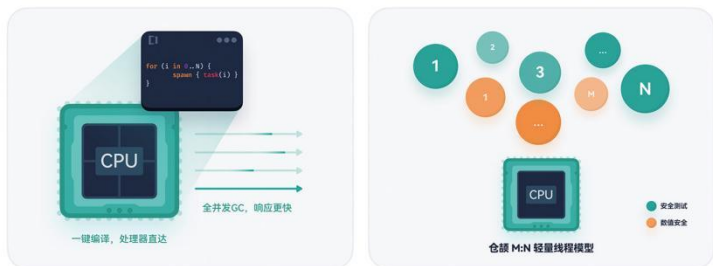 for (i in 0..N) {
spawn { task(i) }
}
CPU
全并发GC，响应更快
一键编译，处理器直达
1
2
3
...
N
1
...
M
CPU
安全测试
数值安全
仓颉 M:N 轻量线程模型